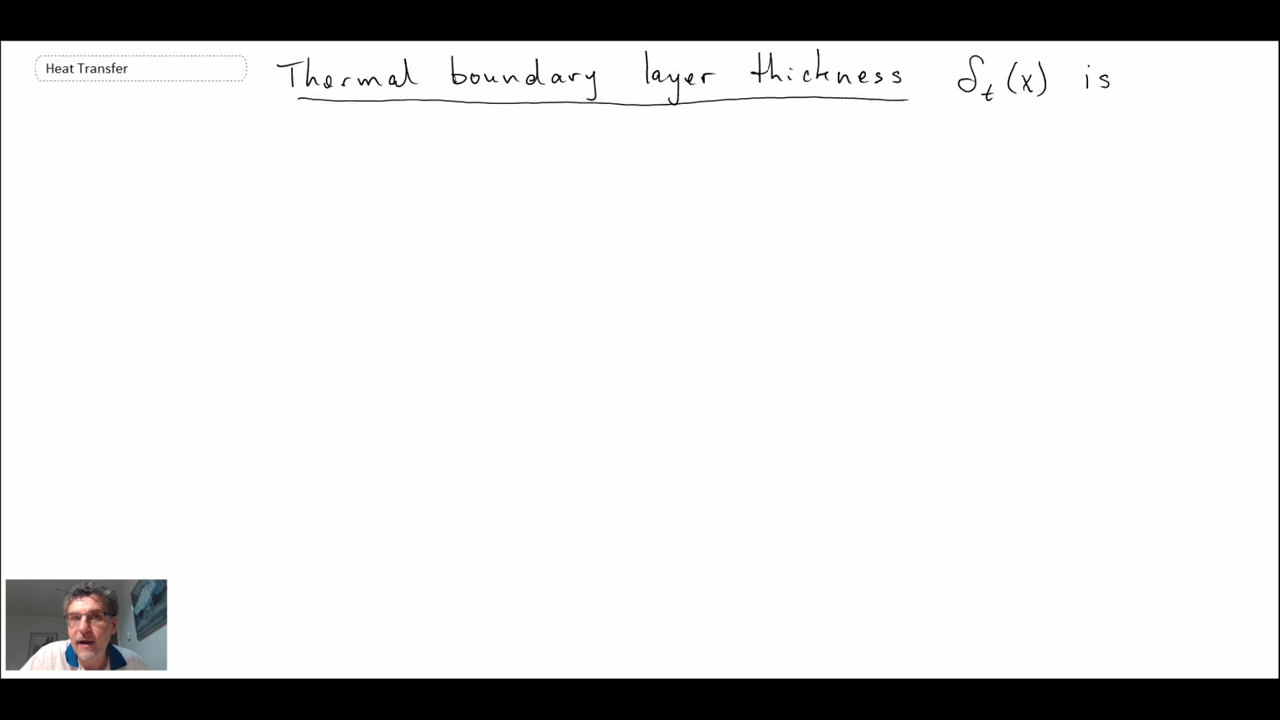 Heat Transfer
Thermal boundary layer thickness δₜ(x) is